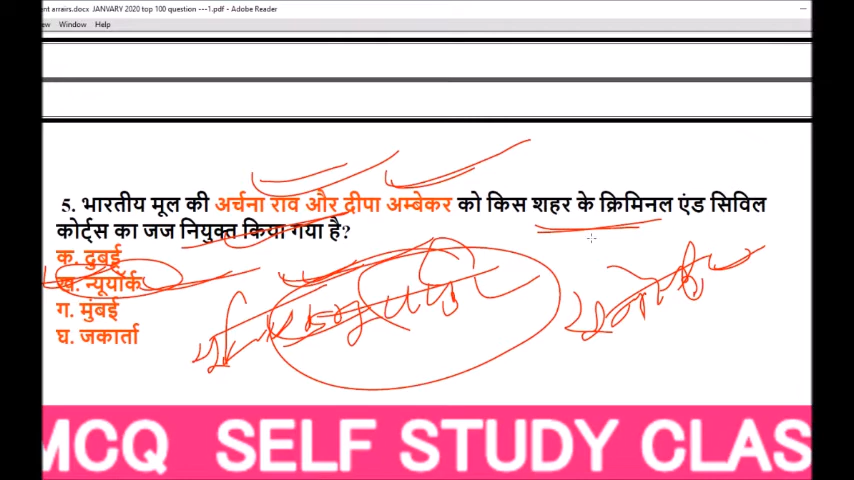 nt arrairs.docx JANVARY 2020 top 100 question ---1.pdf - Adobe Reader
ew Window Help
5. भारतीय मूल की अर्चना राव और दीपा अम्बेकर को किस शहर के क्रिमिनल एंड सिविल
कोर्ट्स का जज नियुक्त किया गया है?
क. दुबई
ख. न्यूयॉर्क
ग. मुंबई
घ. जकार्ता
MCQ SELF STUDY CLAS